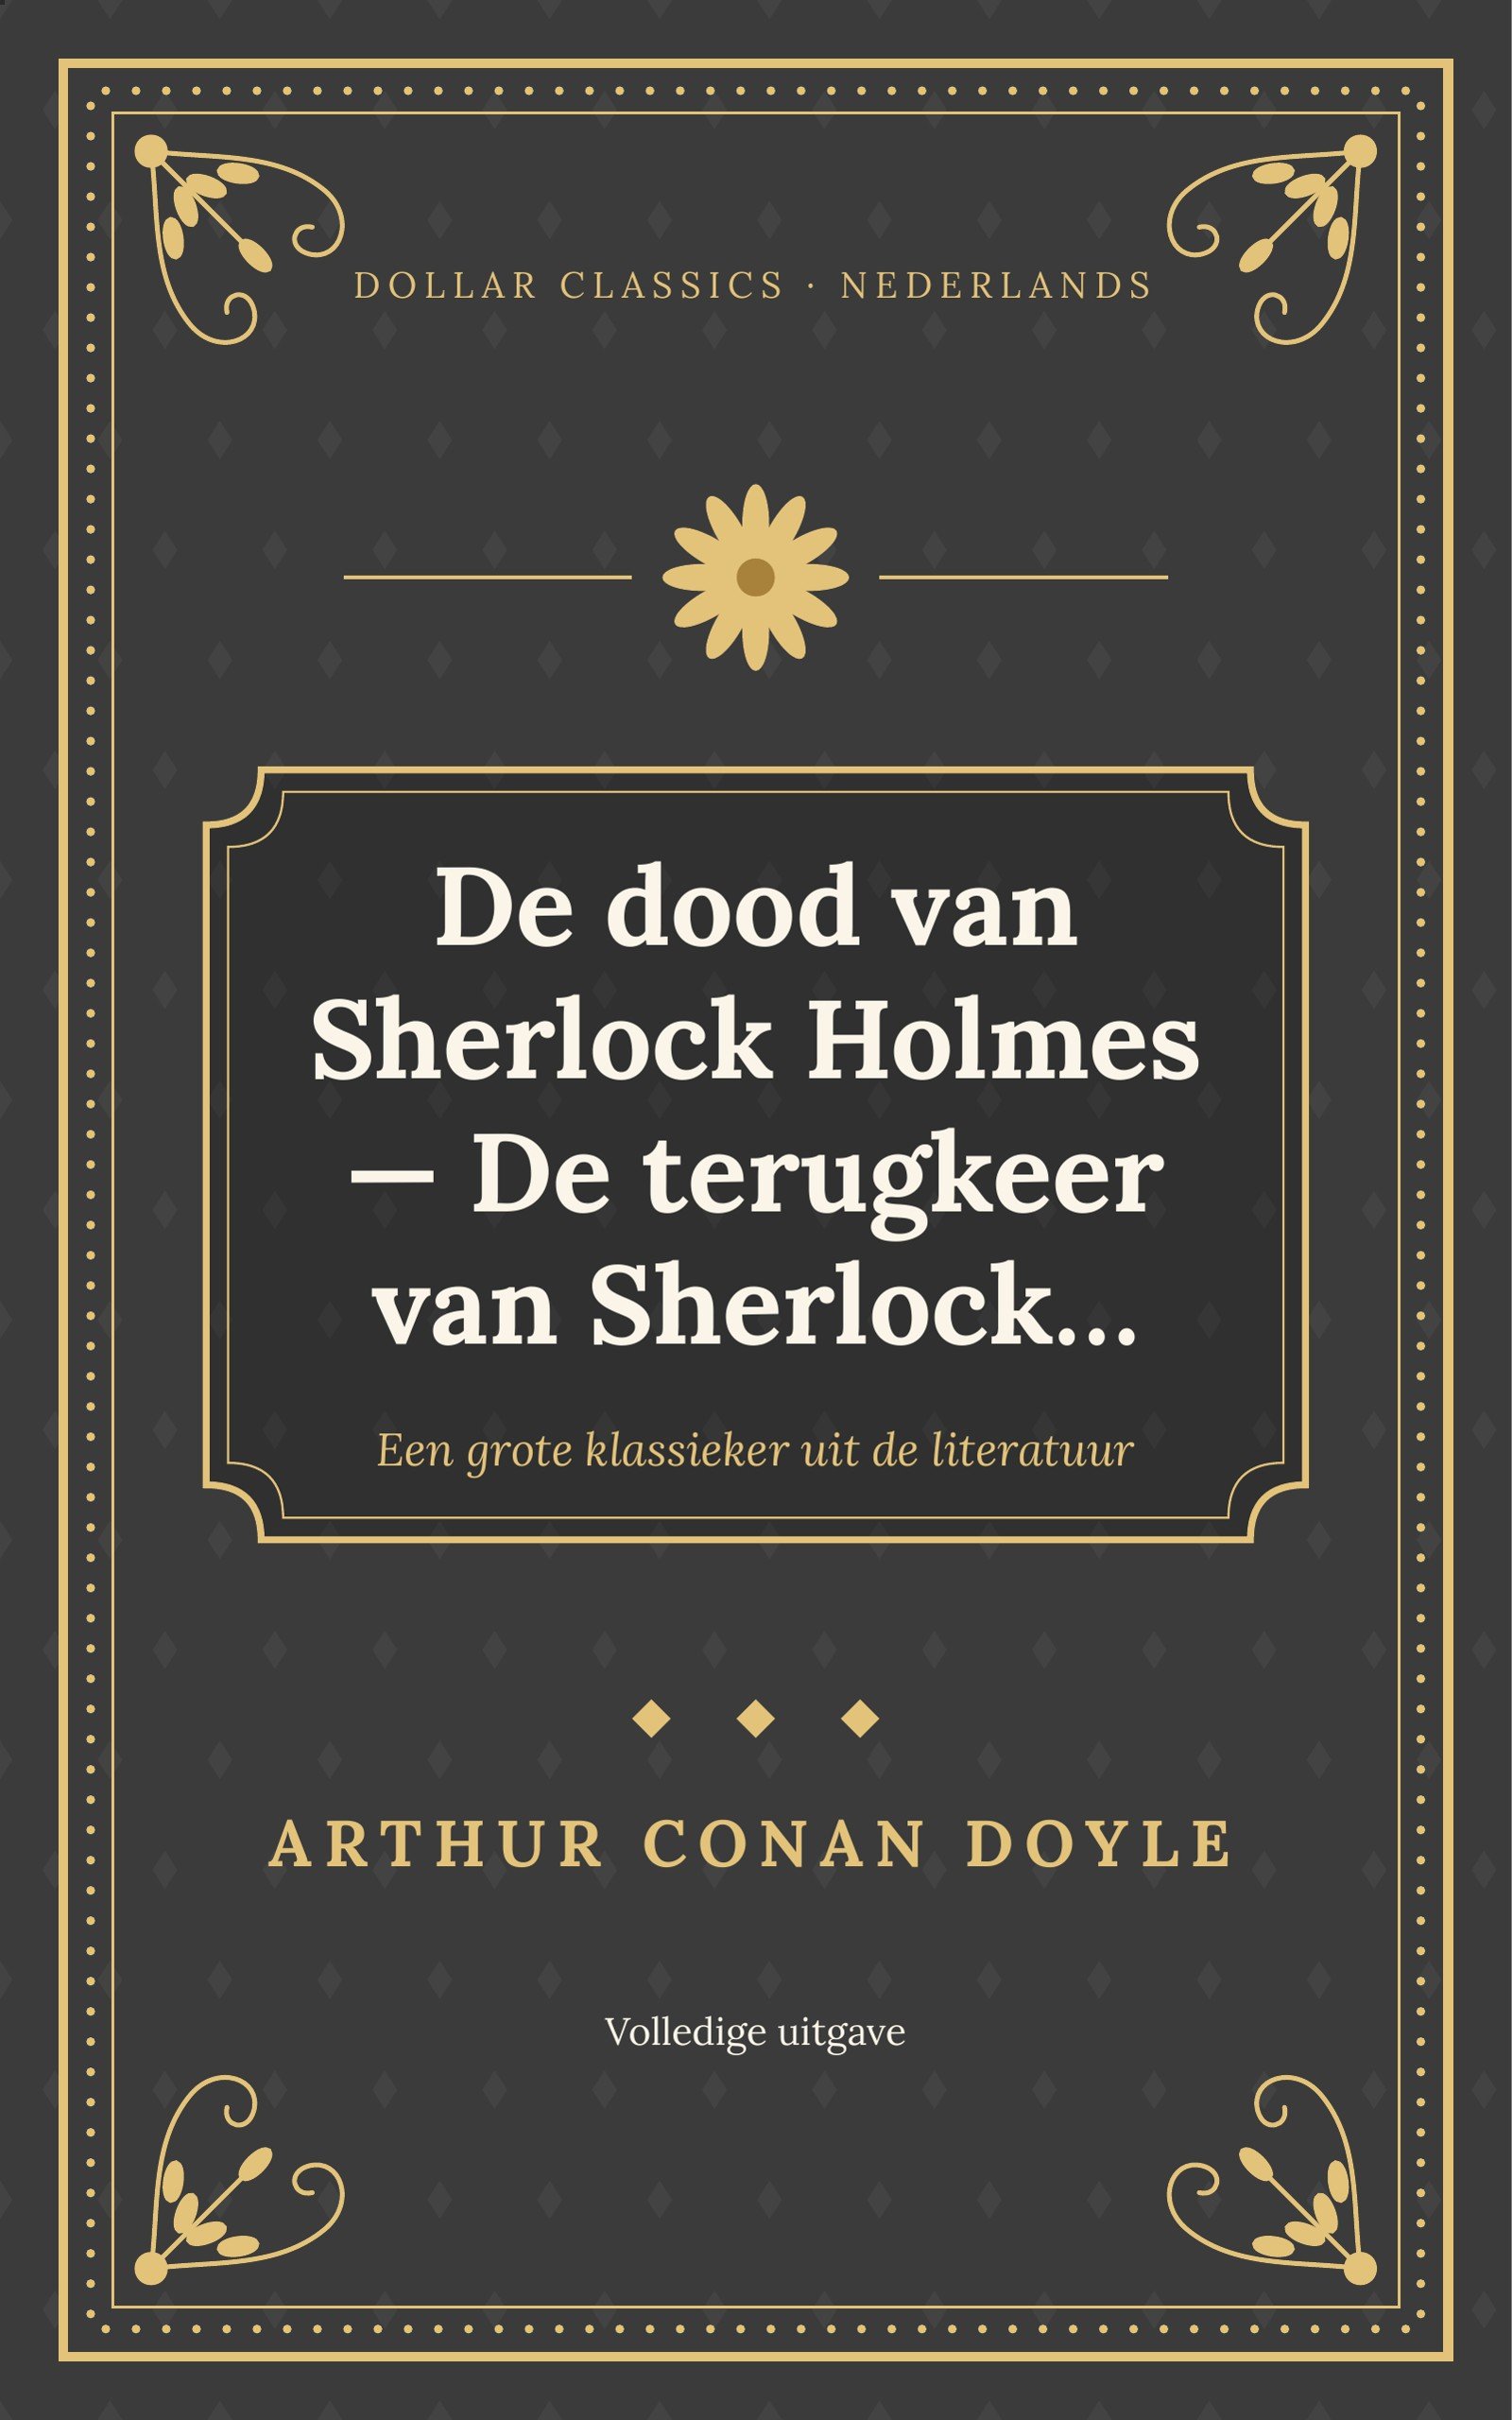 DOLLAR CLASSICS · NEDERLANDS
De dood van
Sherlock Holmes
— De terugkeer
van Sherlock...
Een grote klassieker uit de literatuur
ARTHUR CONAN DOYLE
Volledige uitgave